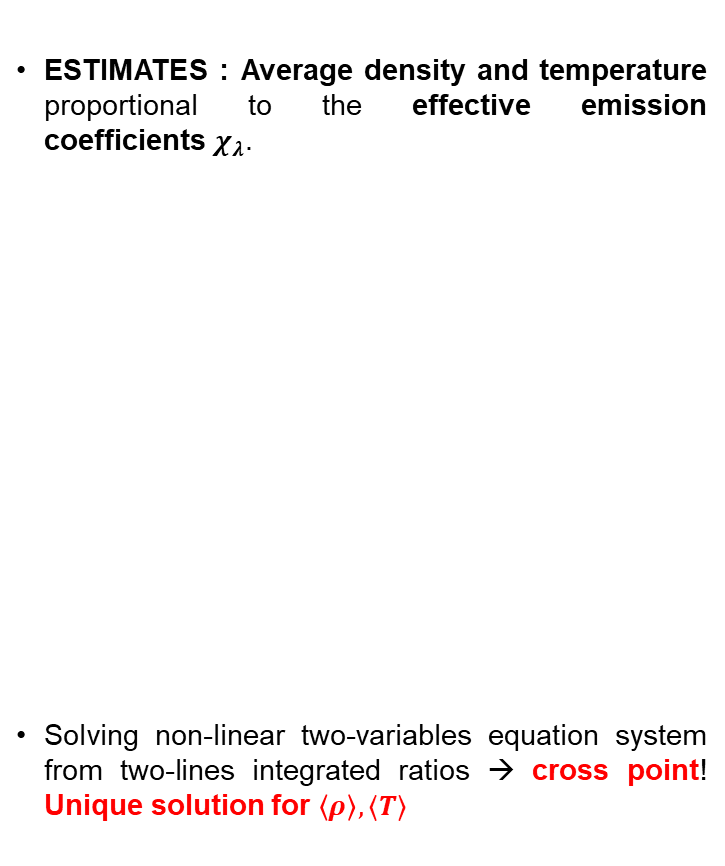 • ESTIMATES : Average density and temperature
proportional to the effective emission
coefficients χλ.
• Solving non-linear two-variables equation system
from two-lines integrated ratios → cross point!
Unique solution for ⟨ρ⟩,⟨T⟩